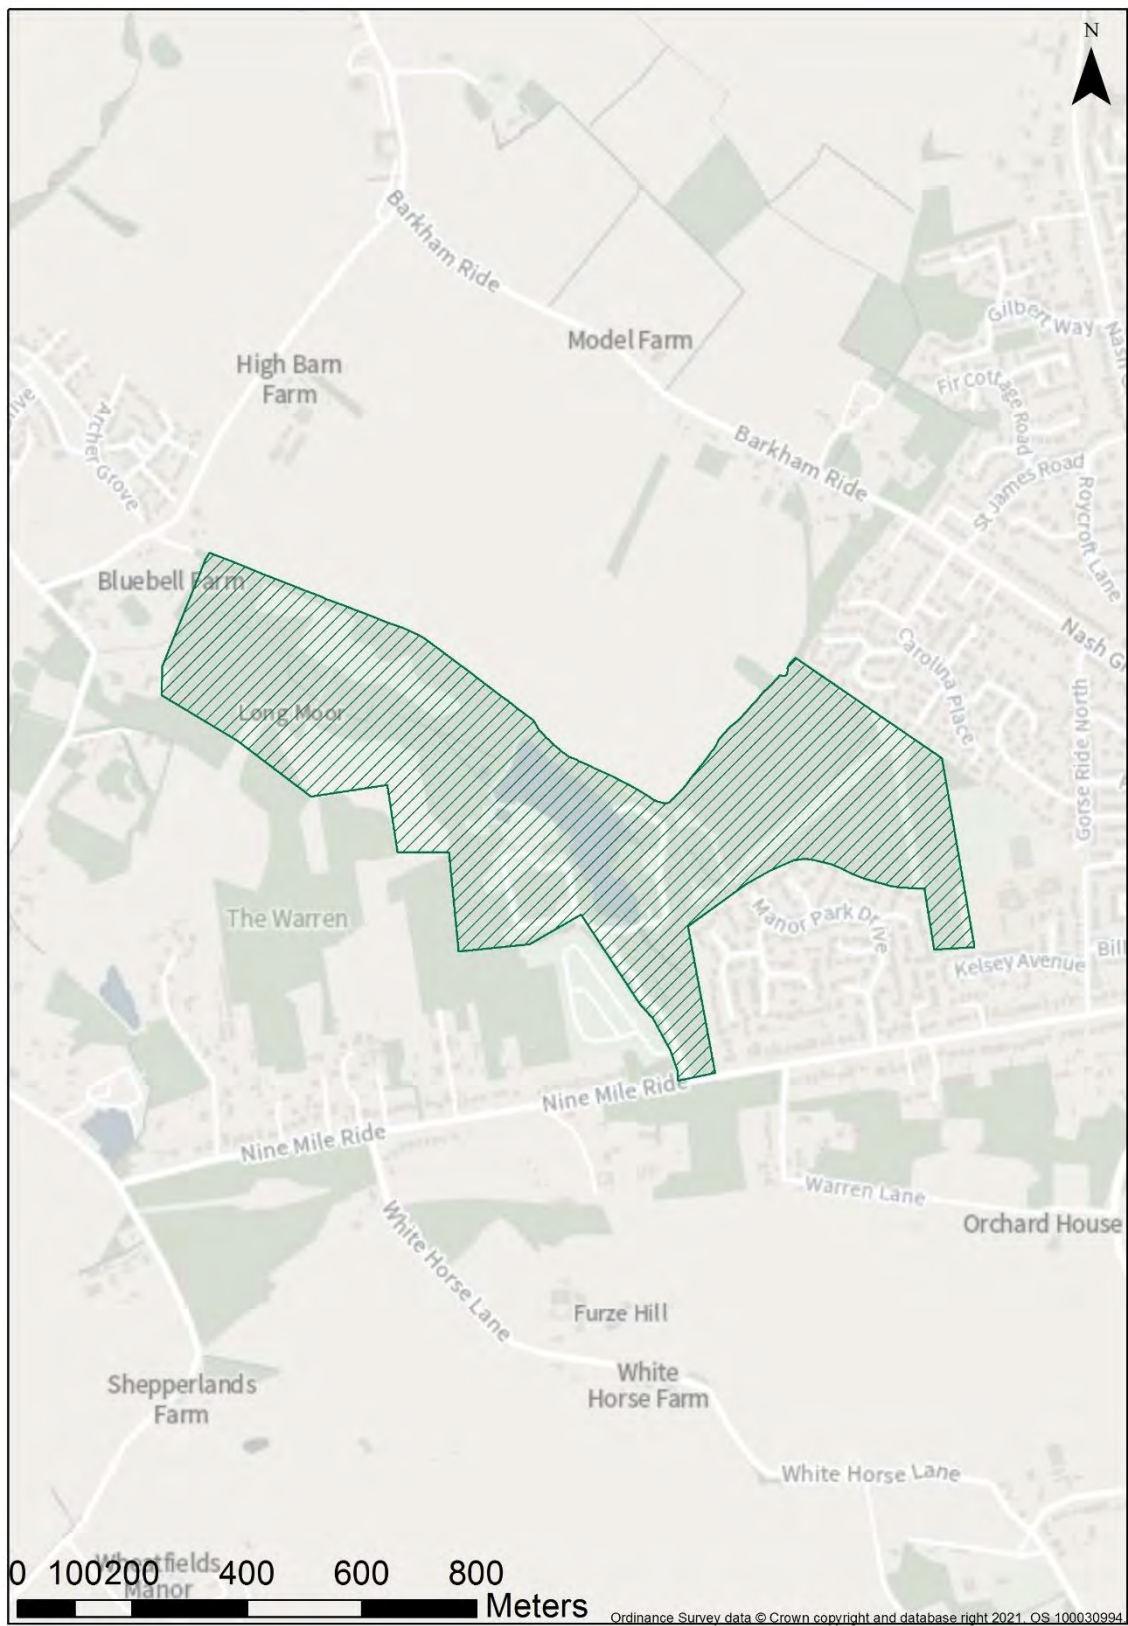 N
Barkham Ride
Gilbert Way
Model Farm
High Barn
Farm
Fir Cottage Road
Archer Grove
Barkham Ride
St James Road
Roycroft Lane
Bluebell Farm
Carolina Place
Long Moor
Gorse Ride North
The Warren
Manor Park Drive
Kelsey Avenue
Nine Mile Ride
Nine Mile Ride
Warren Lane
Orchard House
White Horse Lane
Furze Hill
White
Horse Farm
Shepperlands
Farm
White Horse Lane
Wheatfields
Manor
0 100 200 400 600 800
Meters
Ordinance Survey data © Crown copyright and database right 2021. OS 100030994.